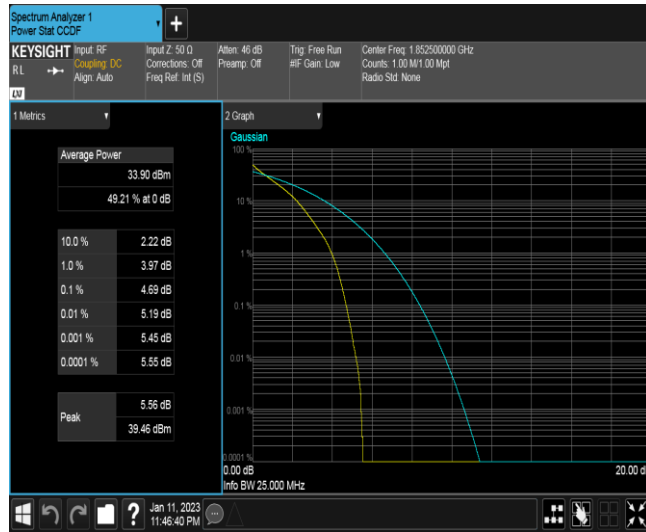 Spectrum Analyzer 1
Power Stat CCDF
+
KEYSIGHT
RL
LXI
Input: RF
Coupling: DC
Align: Auto
Input Z: 50 Ω
Corrections: Off
Freq Ref: Int (S)
Atten: 46 dB
Preamp: Off
Trig: Free Run
#IF Gain: Low
Center Freq: 1.852500000 GHz
Counts: 1.00 M/1.00 Mpt
Radio Std: None
1 Metrics
Average Power
33.90 dBm
49.21 % at 0 dB
10.0 % 2.22 dB
1.0 % 3.97 dB
0.1 % 4.69 dB
0.01 % 5.19 dB
0.001 % 5.45 dB
0.0001 % 5.55 dB
Peak 5.56 dB
39.46 dBm
2 Graph
Gaussian
100 %
10 %
1 %
0.1 %
0.01 %
0.001 %
0.0001 %
0.00 dB
20.00 d
Info BW 25.000 MHz
?
Jan 11, 2023
11:46:40 PM